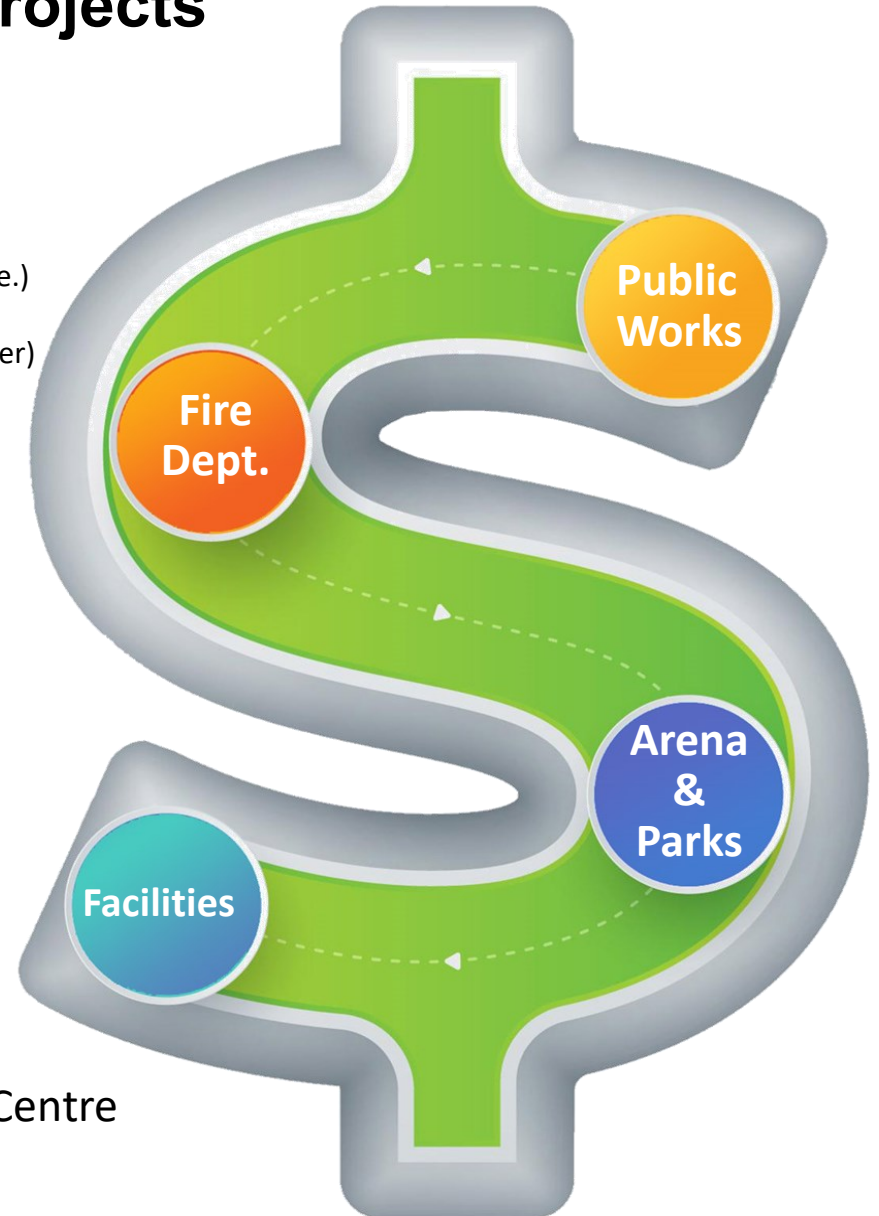 rojects
e.)
er)
Public
Works
Fire
Dept.
Arena
&
Parks
Facilities
Centre